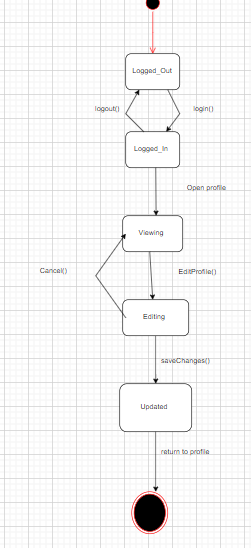 Logged_Out
logout()
login()
Logged_In
Open profile
Viewing
Cancel()
EditProfile()
Editing
saveChanges()
Updated
return to profile